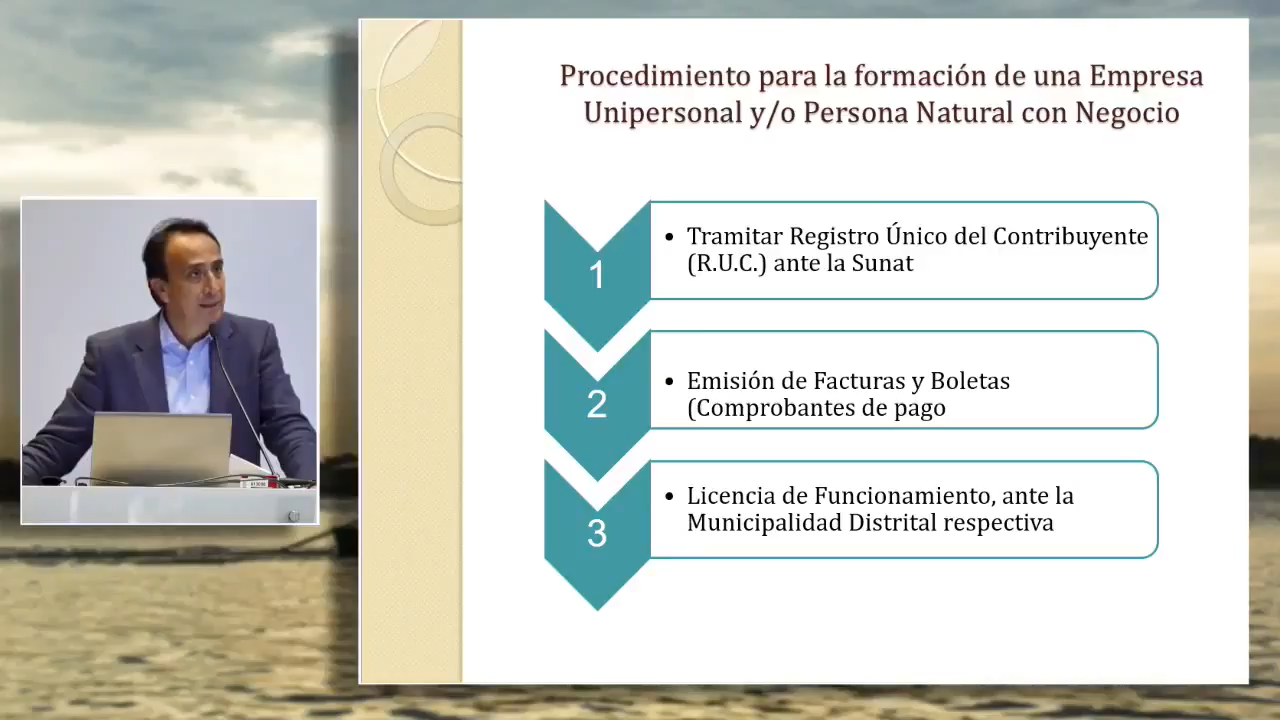 Procedimiento para la formación de una Empresa
Unipersonal y/o Persona Natural con Negocio
1
• Tramitar Registro Único del Contribuyente
(R.U.C.) ante la Sunat
2
• Emisión de Facturas y Boletas
(Comprobantes de pago
3
• Licencia de Funcionamiento, ante la
Municipalidad Distrital respectiva